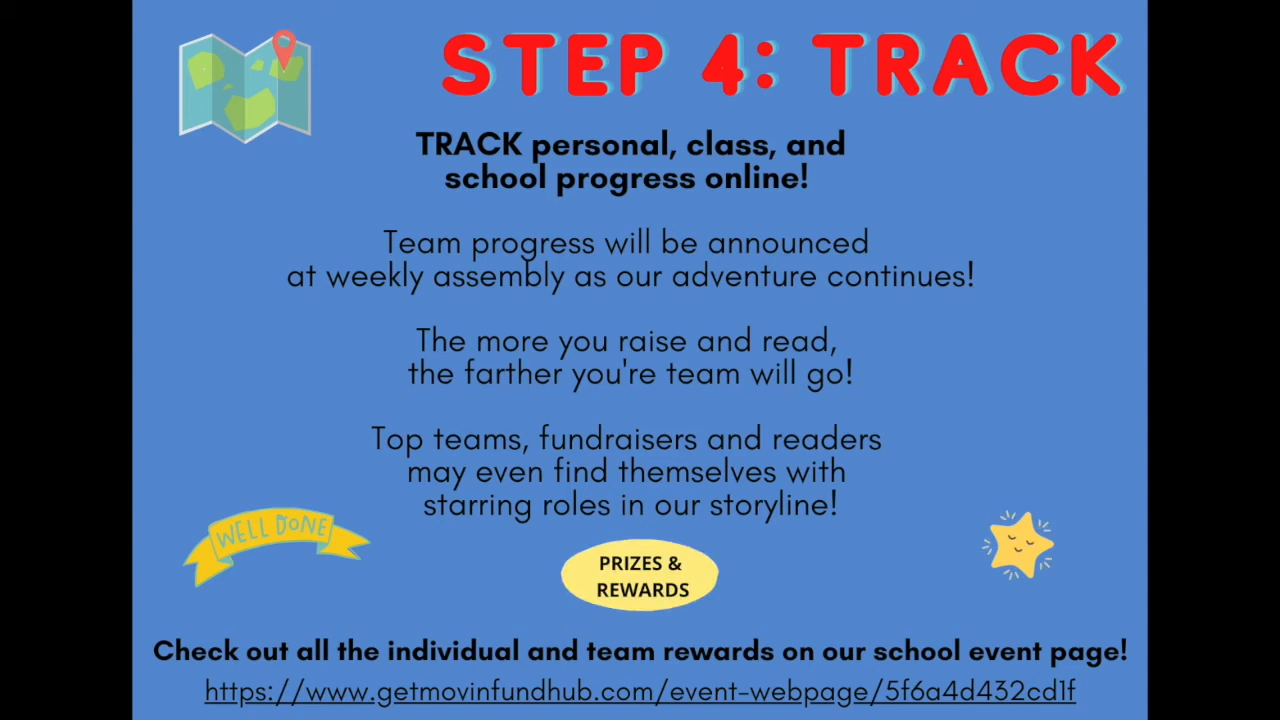 STEP 4: TRACK
TRACK personal, class, and
school progress online!
Team progress will be announced
at weekly assembly as our adventure continues!
The more you raise and read,
the farther you're team will go!
Top teams, fundraisers and readers
may even find themselves with
starring roles in our storyline!
WELL DONE
PRIZES &
REWARDS
Check out all the individual and team rewards on our school event page!
https://www.getmovinfundhub.com/event-webpage/5f6a4d432cd1f